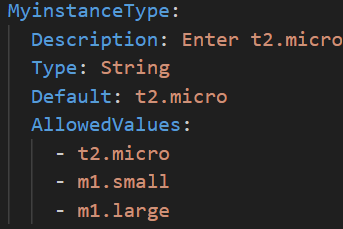 MyinstanceType:
Description: Enter t2.micro
Type: String
Default: t2.micro
AllowedValues:
- t2.micro
- m1.small
- m1.large